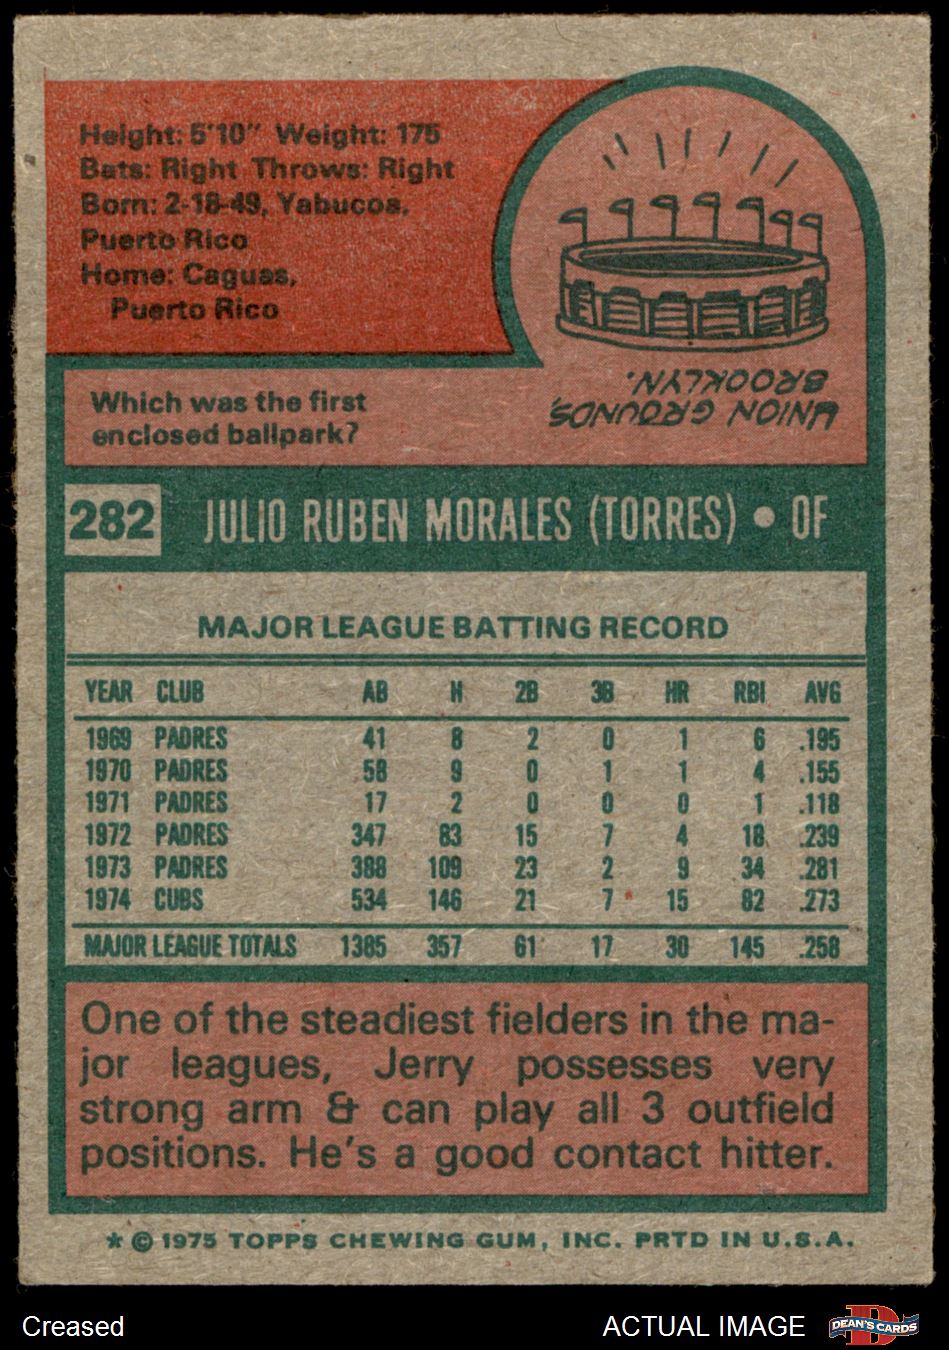 Height: 5'10" Weight: 175
Bats: Right Throws: Right
Born: 2-18-49, Yabucoa,
Puerto Rico
Home: Caguas,
Puerto Rico
Which was the first
enclosed ballpark?
UNION GROUNDS,
BROOKLYN.
282 JULIO RUBEN MORALES (TORRES) • OF
MAJOR LEAGUE BATTING RECORD
YEAR CLUB AB H 2B 3B HR RBI AVG
1969 PADRES 41 8 2 0 1 6 .195
1970 PADRES 58 9 0 1 1 4 .155
1971 PADRES 17 2 0 0 0 1 .118
1972 PADRES 347 83 15 7 4 18 .239
1973 PADRES 388 109 23 2 9 34 .281
1974 CUBS 534 146 21 7 15 82 .273
MAJOR LEAGUE TOTALS 1385 357 61 17 30 145 .258
One of the steadiest fielders in the ma-
jor leagues, Jerry possesses very
strong arm & can play all 3 outfield
positions. He's a good contact hitter.
* © 1975 TOPPS CHEWING GUM, INC. PRTD IN U.S.A.
Creased
ACTUAL IMAGE
D
DEAN'S CARDS